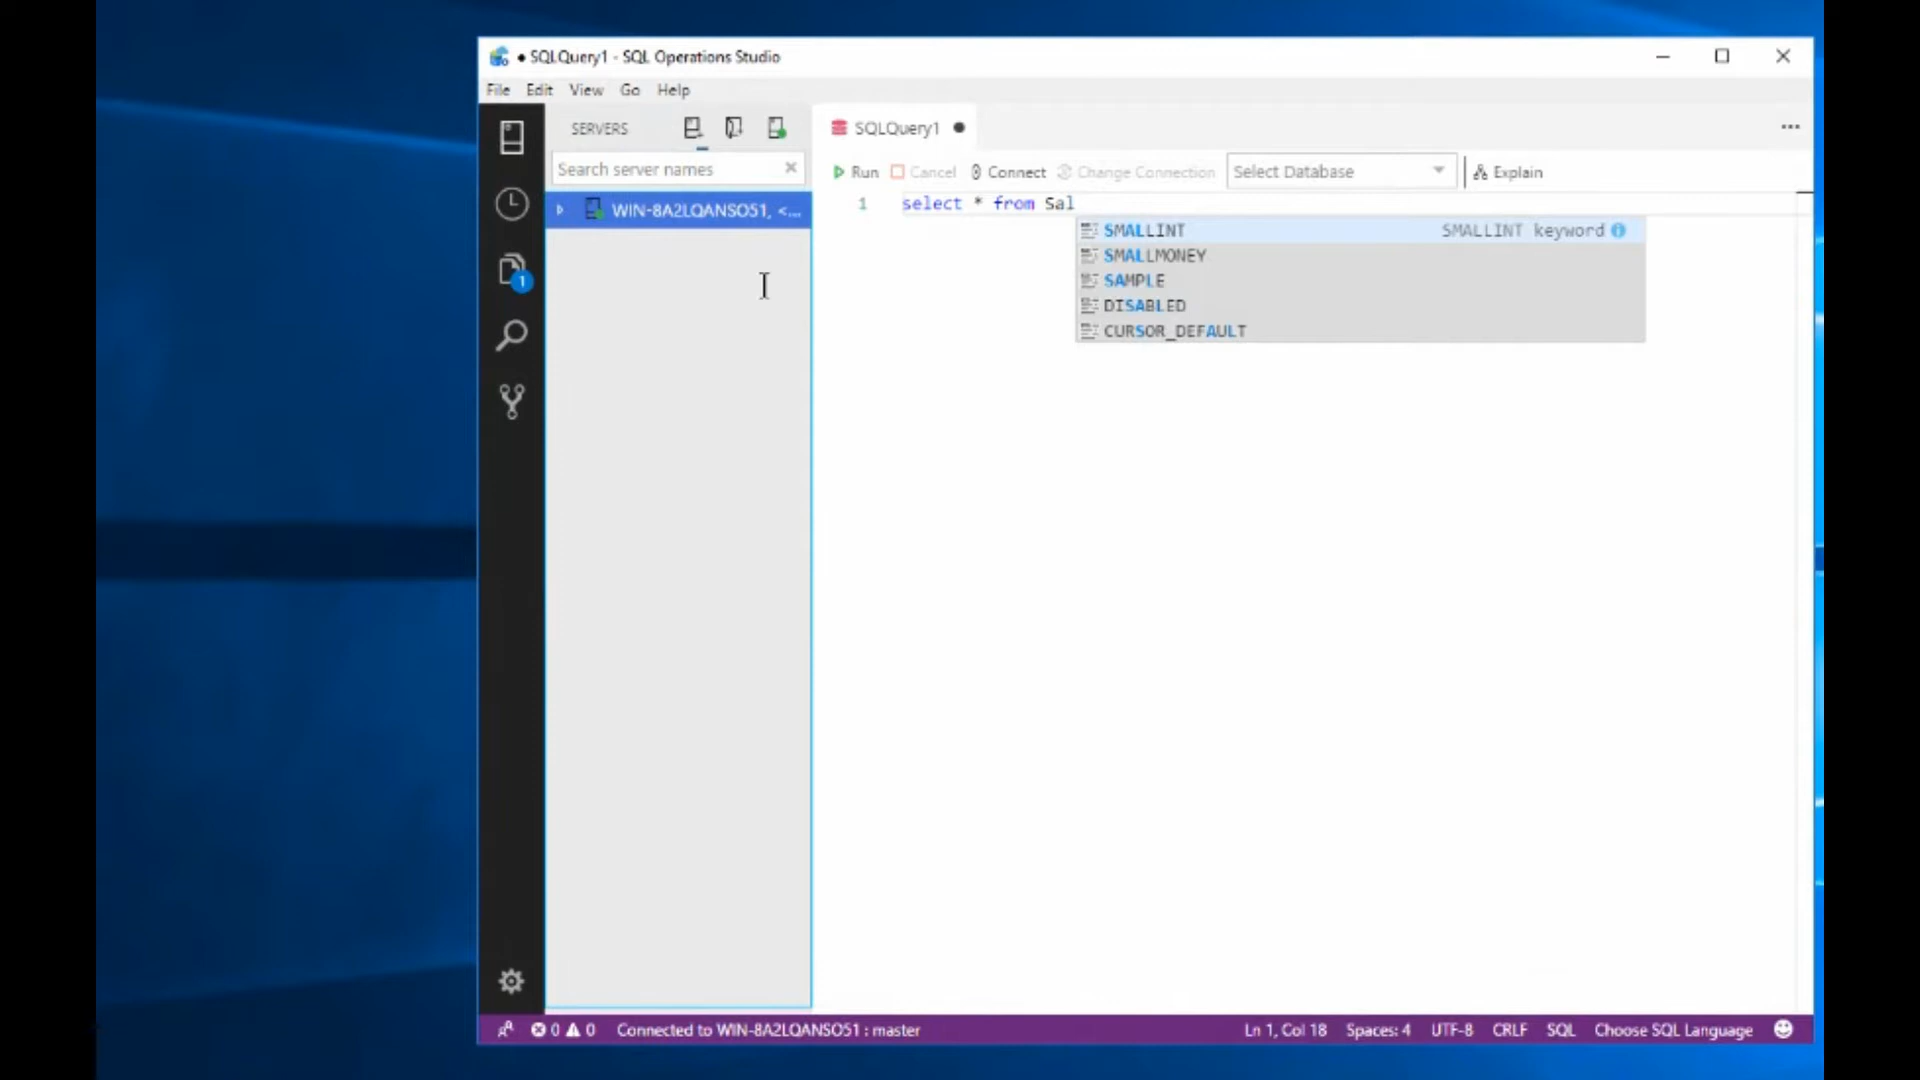 ● SQLQuery1 - SQL Operations Studio
File Edit View Go Help
SERVERS
Search server names
WIN-8A2LQANSO51, <...
1
SQLQuery1 ●
Run Cancel Connect Change Connection Select Database Explain
1 select * from Sal
SMALLINT SMALLINT keyword
SMALLMONEY
SAMPLE
DISABLED
CURSOR_DEFAULT
0 0 Connected to WIN-8A2LQANSO51 : master Ln 1, Col 18 Spaces: 4 UTF-8 CRLF SQL Choose SQL Language